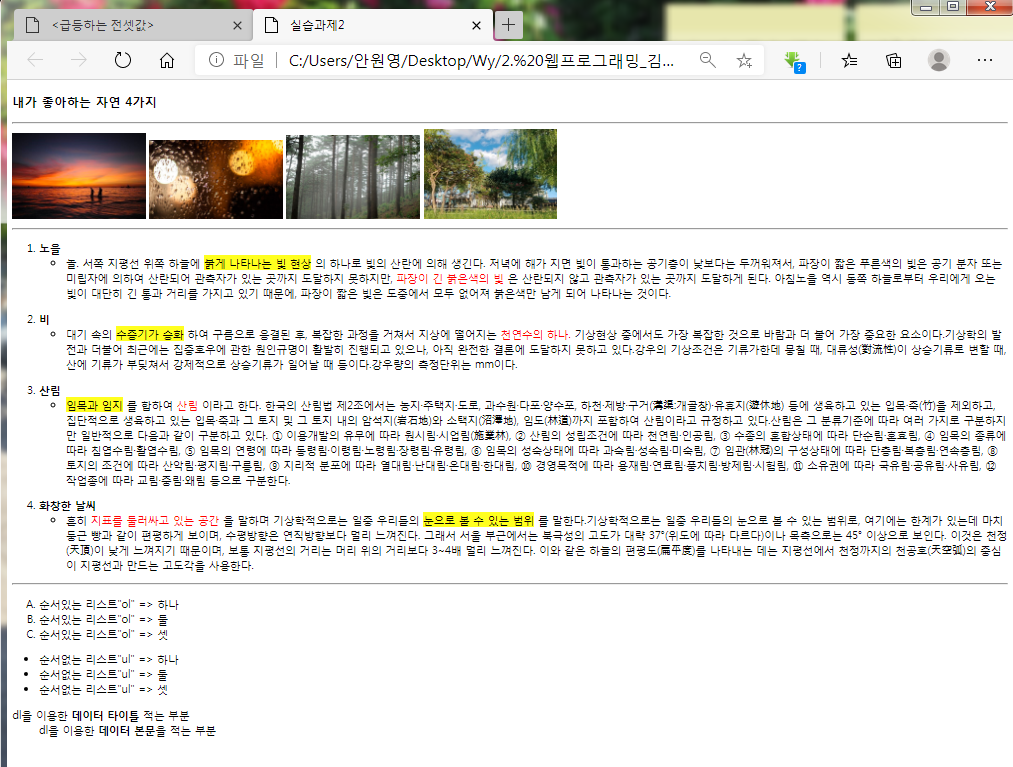 <급등하는 전셋값>
실습과제2
파일 C:/Users/안원영/Desktop/Wy/2.%20웹프로그래밍_김...
내가 좋아하는 자연 4가지
1. 노을
놀. 서쪽 지평선 위쪽 하늘에 붉게 나타나는 빛 현상 의 하나로 빛의 산란에 의해 생긴다. 저녁에 해가 지면 빛이 통과하는 공기층이 낮보다는 두꺼워져서, 파장이 짧은 푸른색의 빛은 공기 분자 또는
미립자에 의하여 산란되어 관측자가 있는 곳까지 도달하지 못하지만, 파장이 긴 붉은색의 빛 은 산란되지 않고 관측자가 있는 곳까지 도달하게 된다. 아침노을 역시 동쪽 하늘로부터 우리에게 오는
빛이 대단히 긴 통과 거리를 가지고 있기 때문에, 파장이 짧은 빛은 도중에서 모두 없어져 붉은색만 남게 되어 나타나는 것이다.
2. 비
대기 속의 수증기가 승화 하여 구름으로 응결된 후, 복잡한 과정을 거쳐서 지상에 떨어지는 천연수의 하나. 기상현상 중에서도 가장 복잡한 것으로 바람과 더 불어 가장 중요한 요소이다.기상학의 발
전과 더불어 최근에는 집중호우에 관한 원인규명이 활발히 진행되고 있으나, 아직 완전한 결론에 도달하지 못하고 있다.강우의 기상조건은 기류가한데 뭉칠 때, 대류성(對流性)이 상승기류로 변할 때,
산에 기류가 부딪쳐서 강제적으로 상승기류가 일어날 때 등이다.강우량의 측정단위는 mm이다.
3. 산림
입목과 임지 를 합하여 산림 이라고 한다. 한국의 산림법 제2조에서는 농지·주택지·도로, 과수원·다포·양수포, 하천·제방·구거(溝渠:개골창)·유휴지(遊休地) 등에 생육하고 있는 입목·죽(竹)을 제외하고,
집단적으로 생육하고 있는 입목·죽과 그 토지 및 그 토지 내의 암석지(岩石地)와 소택지(沼澤地), 임도(林道)까지 포함하여 산림이라고 규정하고 있다.산림은 그 분류기준에 따라 여러 가지로 구분하지
만 일반적으로 다음과 같이 구분하고 있다. ① 이용개발의 유무에 따라 원시림·시업림(施業林), ② 산림의 성립조건에 따라 천연림·인공림, ③ 수종의 혼합상태에 따라 단순림·혼효림, ④ 임목의 종류에
따라 침엽수림·활엽수림, ⑤ 임목의 연령에 따라 동령림·이령림·노령림·장령림·유령림, ⑥ 임목의 성숙상태에 따라 과숙림·성숙림·미숙림, ⑦ 임관(林冠)의 구성상태에 따라 단층림·복층림·연속층림, ⑧
토지의 조건에 따라 산악림·평지림·구릉림, ⑨ 지리적 분포에 따라 열대림·난대림·온대림·한대림, ⑩ 경영목적에 따라 용재림·연료림·풍치림·방제림·시험림, ⑪ 소유권에 따라 국유림·공유림·사유림, ⑫
작업종에 따라 교림·중림·왜림 등으로 구분한다.
4. 화창한 날씨
흔히 지표를 둘러싸고 있는 공간 을 말하며 기상학적으로는 일종 우리들의 눈으로 볼 수 있는 범위 를 말한다.기상학적으로는 일종 우리들의 눈으로 볼 수 있는 범위로, 여기에는 한계가 있는데 마치
둥근 빵과 같이 편평하게 보이며, 수평방향은 연직방향보다 멀리 느껴진다. 그래서 서울 부근에서는 북극성의 고도가 대략 37°(위도에 따라 다르다)이나 목측으로는 45° 이상으로 보인다. 이것은 천정
(天頂)이 낮게 느껴지기 때문이며, 보통 지평선의 거리는 머리 위의 거리보다 3~4배 멀리 느껴진다. 이와 같은 하늘의 편평도(扁平度)를 나타내는 데는 지평선에서 천정까지의 천공호(天空弧)의 중심
이 지평선과 만드는 고도각을 사용한다.
A. 순서있는 리스트"ol" => 하나
B. 순서있는 리스트"ol" => 둘
C. 순서있는 리스트"ol" => 셋
순서없는 리스트"ul" => 하나
순서없는 리스트"ul" => 둘
순서없는 리스트"ul" => 셋
dl을 이용한 데이터 타이틀 적는 부분
dl을 이용한 데이터 본문을 적는 부분